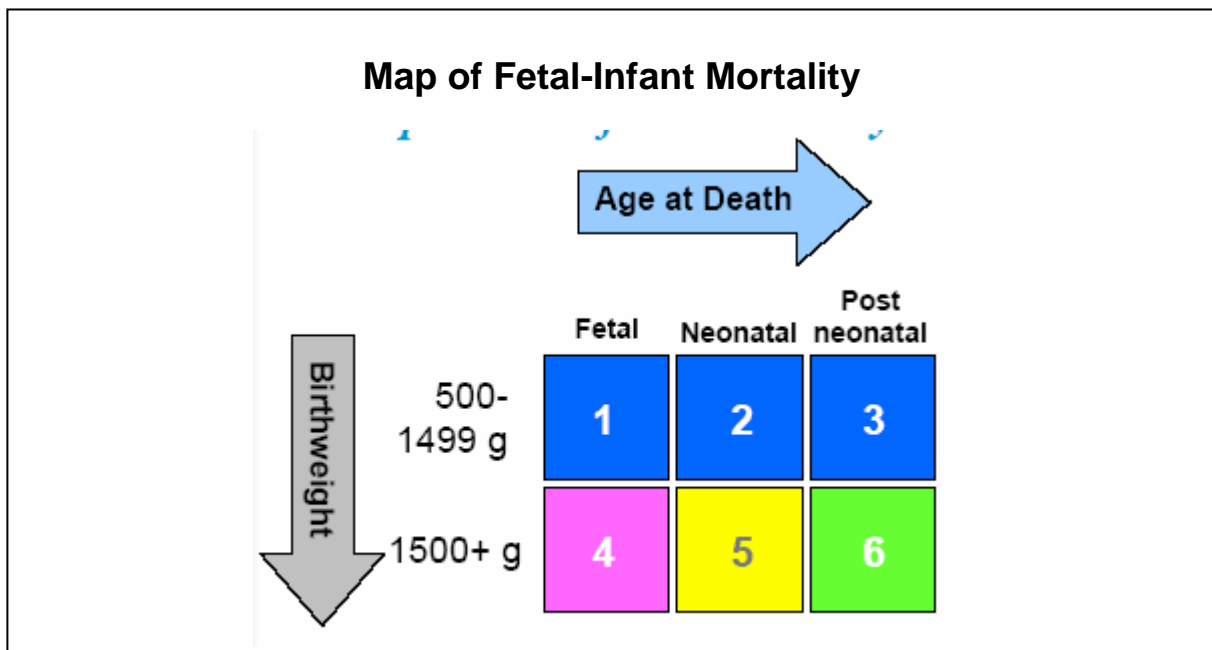 Map of Fetal-Infant Mortality
Age at Death
Post
Fetal Neonatal neonatal
Birthweight
500-
1499 g
1 2 3
1500+ g
4 5 6